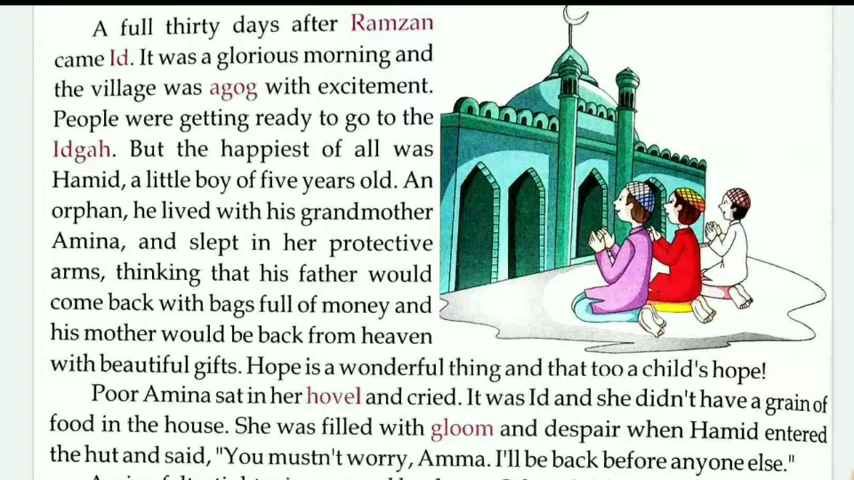 A full thirty days after Ramzan
came Id. It was a glorious morning and
the village was agog with excitement.
People were getting ready to go to the
Idgah. But the happiest of all was
Hamid, a little boy of five years old. An
orphan, he lived with his grandmother
Amina, and slept in her protective
arms, thinking that his father would
come back with bags full of money and
his mother would be back from heaven
with beautiful gifts. Hope is a wonderful thing and that too a child's hope!
Poor Amina sat in her hovel and cried. It was Id and she didn't have a grain of
food in the house. She was filled with gloom and despair when Hamid entered
the hut and said, "You mustn't worry, Amma. I'll be back before anyone else."